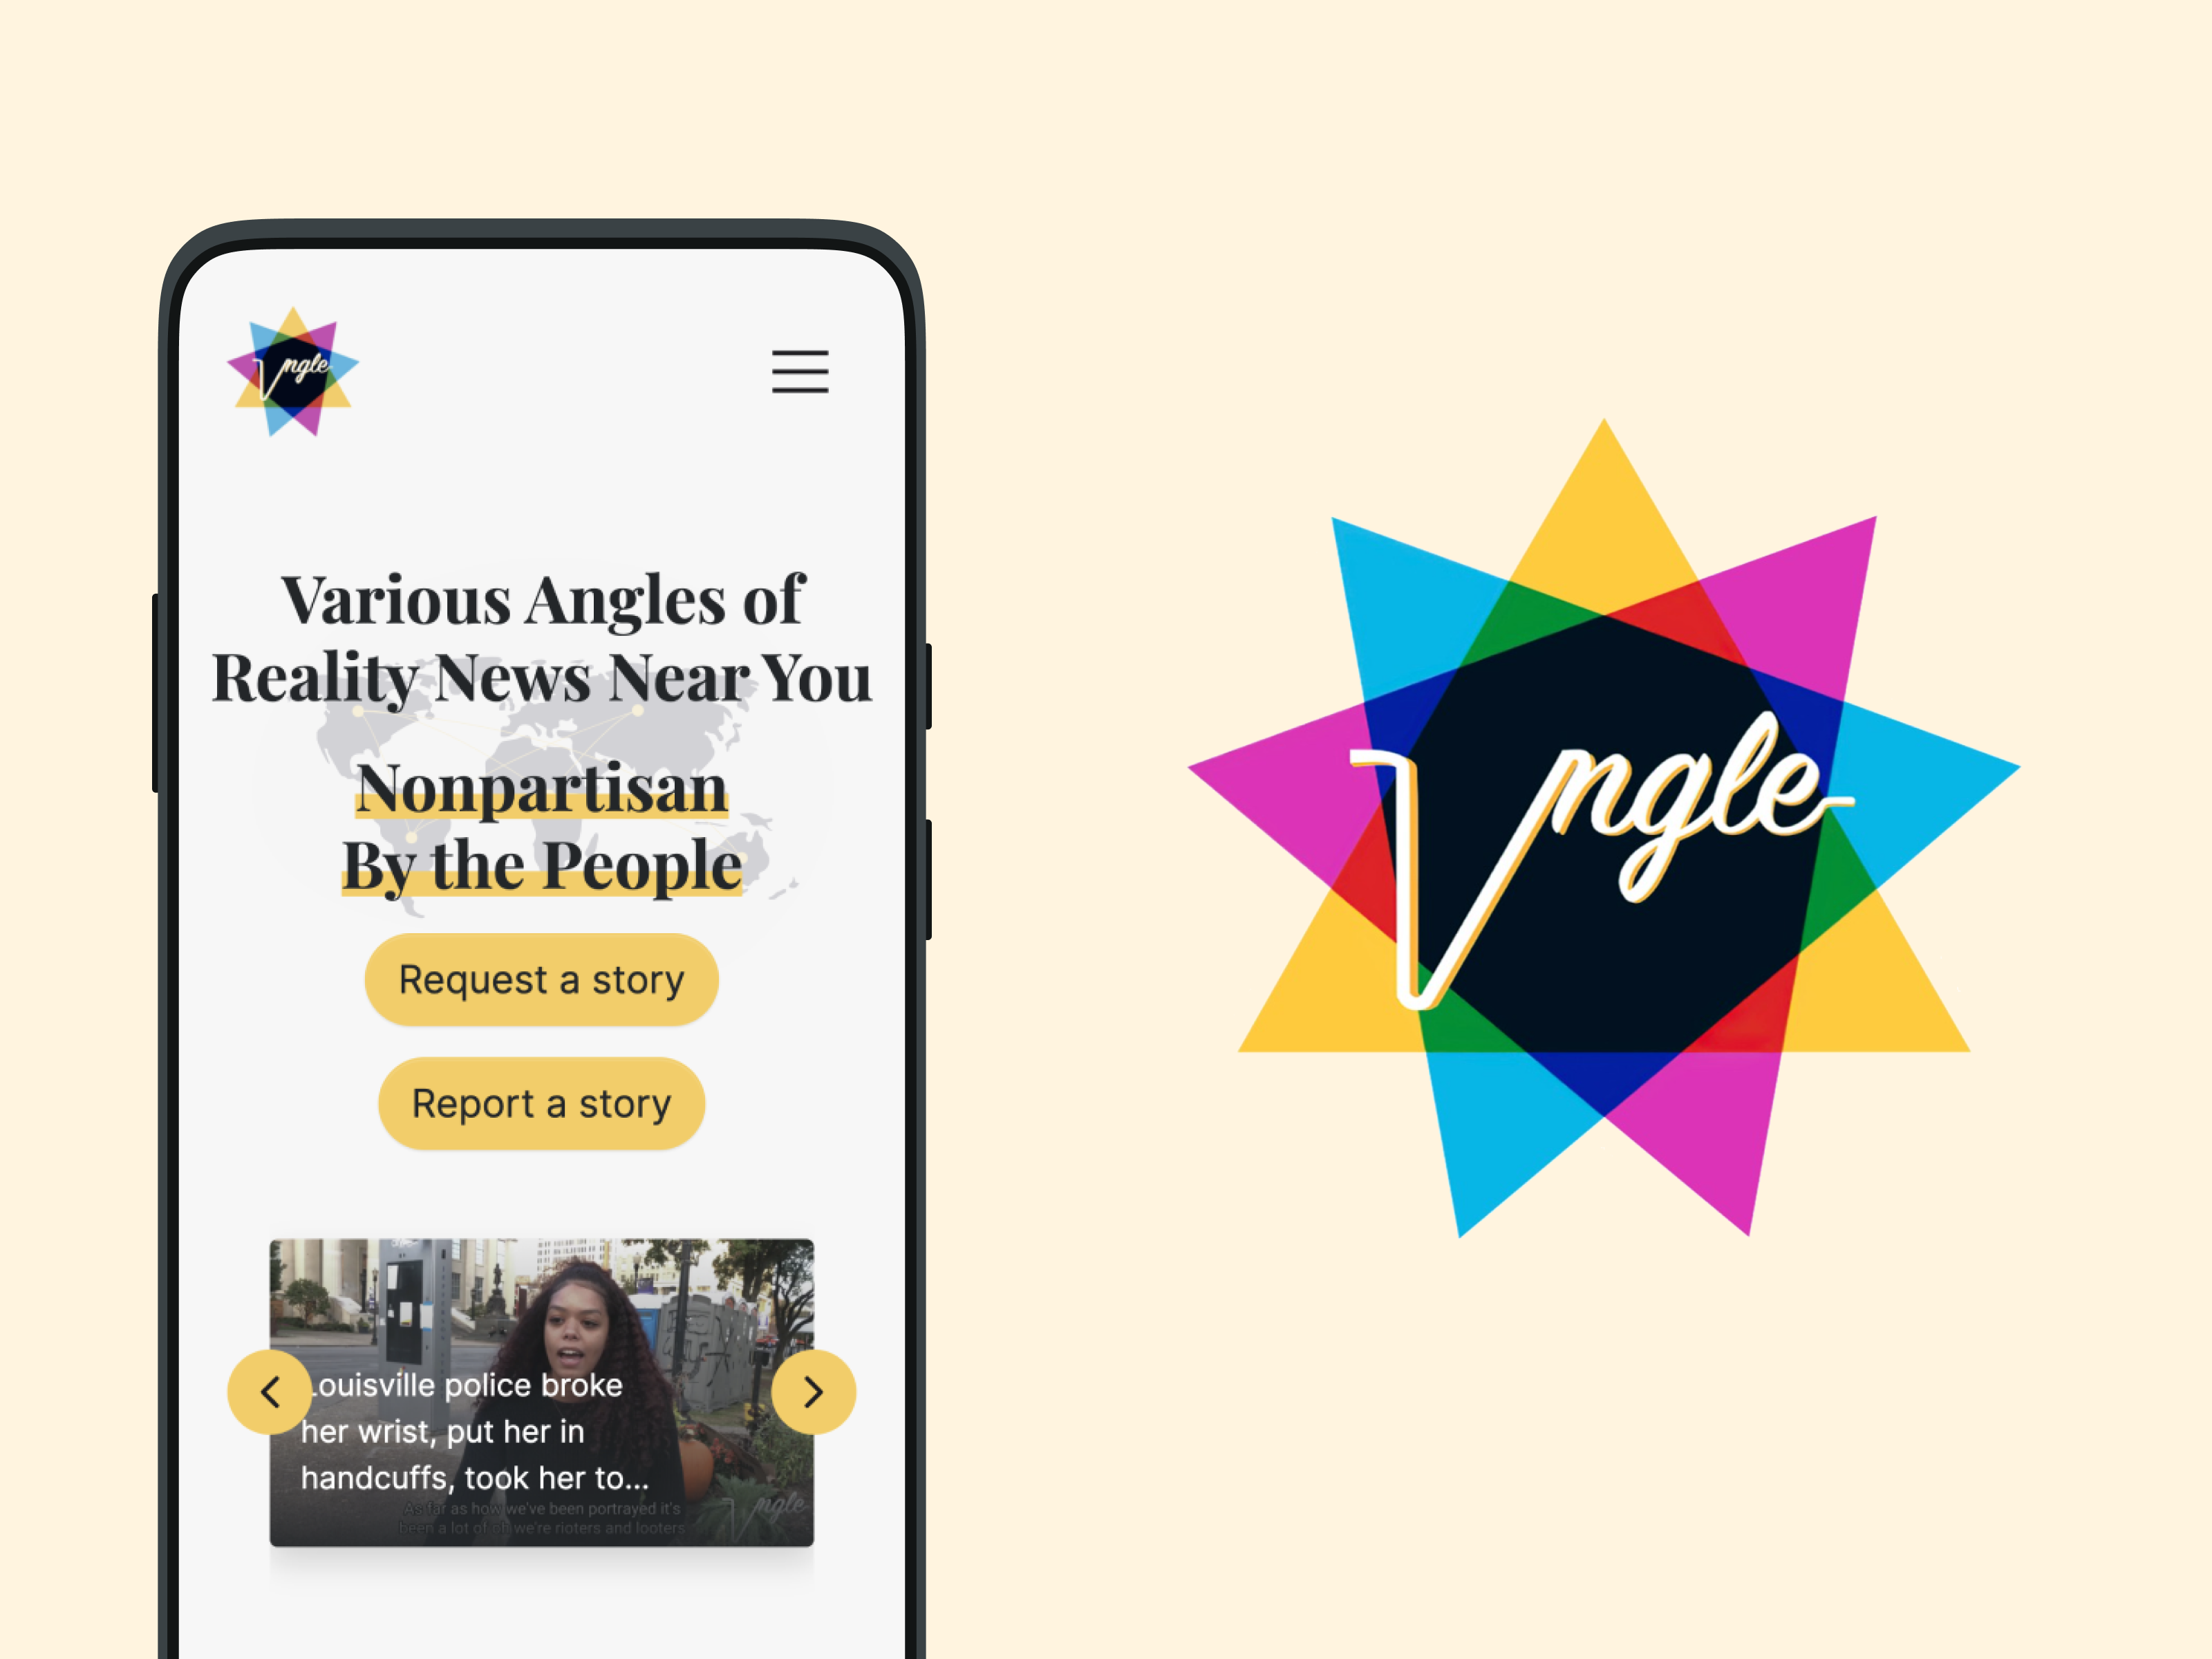 Vngle
Various Angles of
Reality News Near You
Nonpartisan
By the People
Request a story
Report a story
Louisville police broke
her wrist, put her in
handcuffs, took her to...
As far as how we've been portrayed it's
been a lot of oh we're rioters and looters
Vngle
Vngle